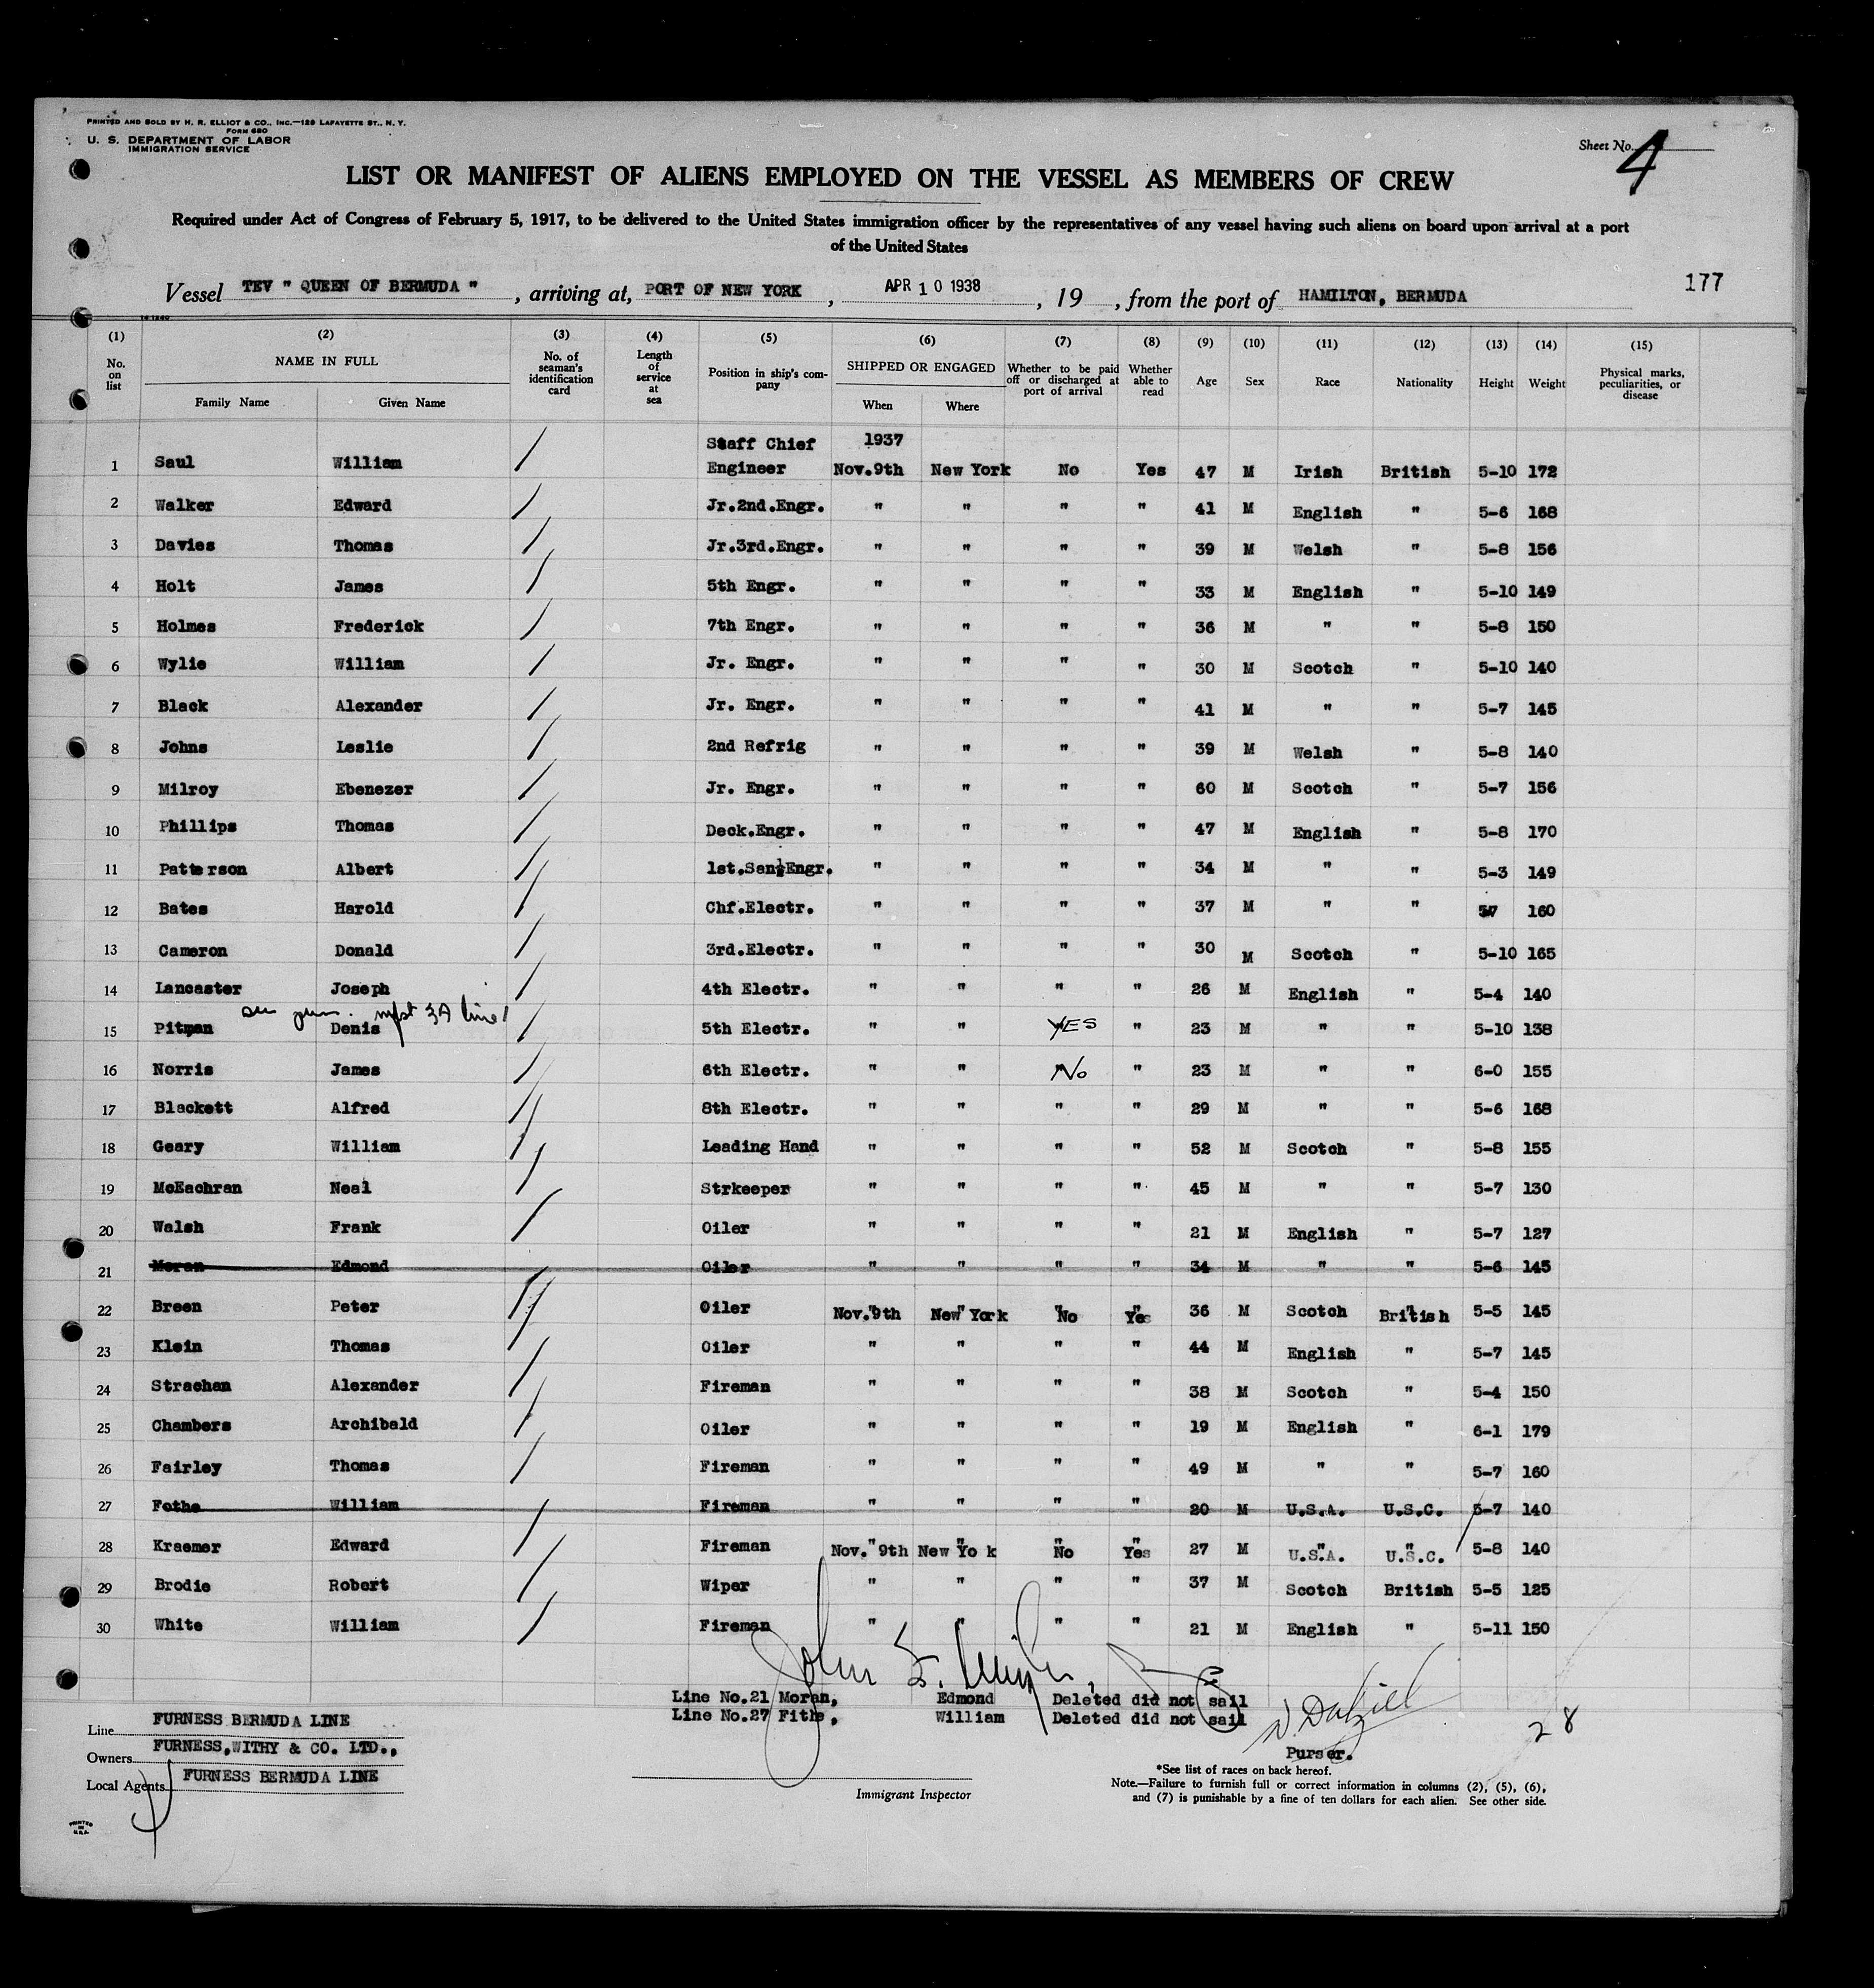 PRINTED AND SOLD BY H. R. ELLIOT & CO., INC.—129 LAFAYETTE ST., N. Y.
FORM 680
U. S. DEPARTMENT OF LABOR
IMMIGRATION SERVICE
Sheet No. 4
LIST OR MANIFEST OF ALIENS EMPLOYED ON THE VESSEL AS MEMBERS OF CREW
Required under Act of Congress of February 5, 1917, to be delivered to the United States immigration officer by the representatives of any vessel having such aliens on board upon arrival at a port
of the United States
177
Vessel TEV " QUEEN OF BERMUDA ", arriving at, PORT OF NEW YORK, APR 10 1938, 19 , from the port of HAMILTON, BERMUDA
(1) (2) (3) (4) (5) (6) (7) (8) (9) (10) (11) (12) (13) (14) (15)
No. on list NAME IN FULL Family Name Given Name No. of seaman's identification card Length of service at sea Position in ship's company SHIPPED OR ENGAGED When Where Whether to be paid off or discharged at port of arrival Whether able to read Age Sex Race Nationality Height Weight Physical marks, peculiarities, or disease
Staff Chief 1937
1 Saul William Engineer Nov.9th New York No Yes 47 M Irish British 5-10 172
2 Walker Edward Jr.2nd.Engr. " " " " 41 M English " 5-6 168
3 Davies Thomas Jr.3rd.Engr. " " " " 39 M Welsh " 5-8 156
4 Holt James 5th Engr. " " " " 33 M English " 5-10 149
5 Holmes Frederick 7th Engr. " " " " 36 M " " 5-8 150
6 Wylie William Jr. Engr. " " " " 30 M Scotch " 5-10 140
7 Black Alexander Jr. Engr. " " " " 41 M " " 5-7 145
8 Johns Leslie 2nd Refrig " " " " 39 M Welsh " 5-8 140
9 Milroy Ebenezer Jr. Engr. " " " " 60 M Scotch " 5-7 156
10 Phillips Thomas Deck.Engr. " " " " 47 M English " 5-8 170
11 Patterson Albert 1st.San.Engr. " " " " 34 M " " 5-3 149
12 Bates Harold Chf.Electr. " " " " 37 M " " 57 160
13 Cameron Donald 3rd.Electr. " " " " 30 M Scotch " 5-10 165
14 Lancaster Joseph 4th Electr. " " " " 26 M English " 5-4 140
mfst 3A line 1
15 Pitman Denis 5th Electr. " " YES " 23 M " " 5-10 138
16 Norris James 6th Electr. " " No " 23 M " " 6-0 155
17 Blackett Alfred 8th Electr. " " " " 29 M " " 5-6 168
18 Geary William Leading Hand " " " " 52 M Scotch " 5-8 155
19 McEachran Neal Strkeeper " " " " 45 M " " 5-7 130
20 Walsh Frank Oiler " " " " 21 M English " 5-7 127
21 Moran Edmond Oiler " " " " 34 M " " 5-6 145
22 Breen Peter Oiler Nov.9th New York No Yes 36 M Scotch British 5-5 145
23 Klein Thomas Oiler " " " " 44 M English " 5-7 145
24 Strachan Alexander Fireman " " " " 38 M Scotch " 5-4 150
25 Chambers Archibald Oiler " " " " 19 M English " 6-1 179
26 Fairley Thomas Fireman " " " " 49 M " " 5-7 160
27 Fothe William Fireman " " " " 20 M U.S.A. U.S.C. 5-7 140
28 Kraemer Edward Fireman Nov. 9th New Yo k No Yes 27 M U.S.A. U.S.C. 5-8 140
29 Brodie Robert Wiper " " " " 37 M Scotch British 5-5 125
30 White William Fireman " " " " 21 M English " 5-11 150
Line No.21 Moran, Edmond Deleted did not sail
Line No.27 Fithe, William Deleted did not sail
N. Dalziel
28
Purser.
Line FURNESS BERMUDA LINE
Owners FURNESS,WITHY & CO. LTD.,
Local Agents FURNESS BERMUDA LINE
Immigrant Inspector
*See list of races on back hereof.
Note.—Failure to furnish full or correct information in columns (2), (5), (6),
and (7) is punishable by a fine of ten dollars for each alien. See other side.
PRINTED
IN
U.S.A.